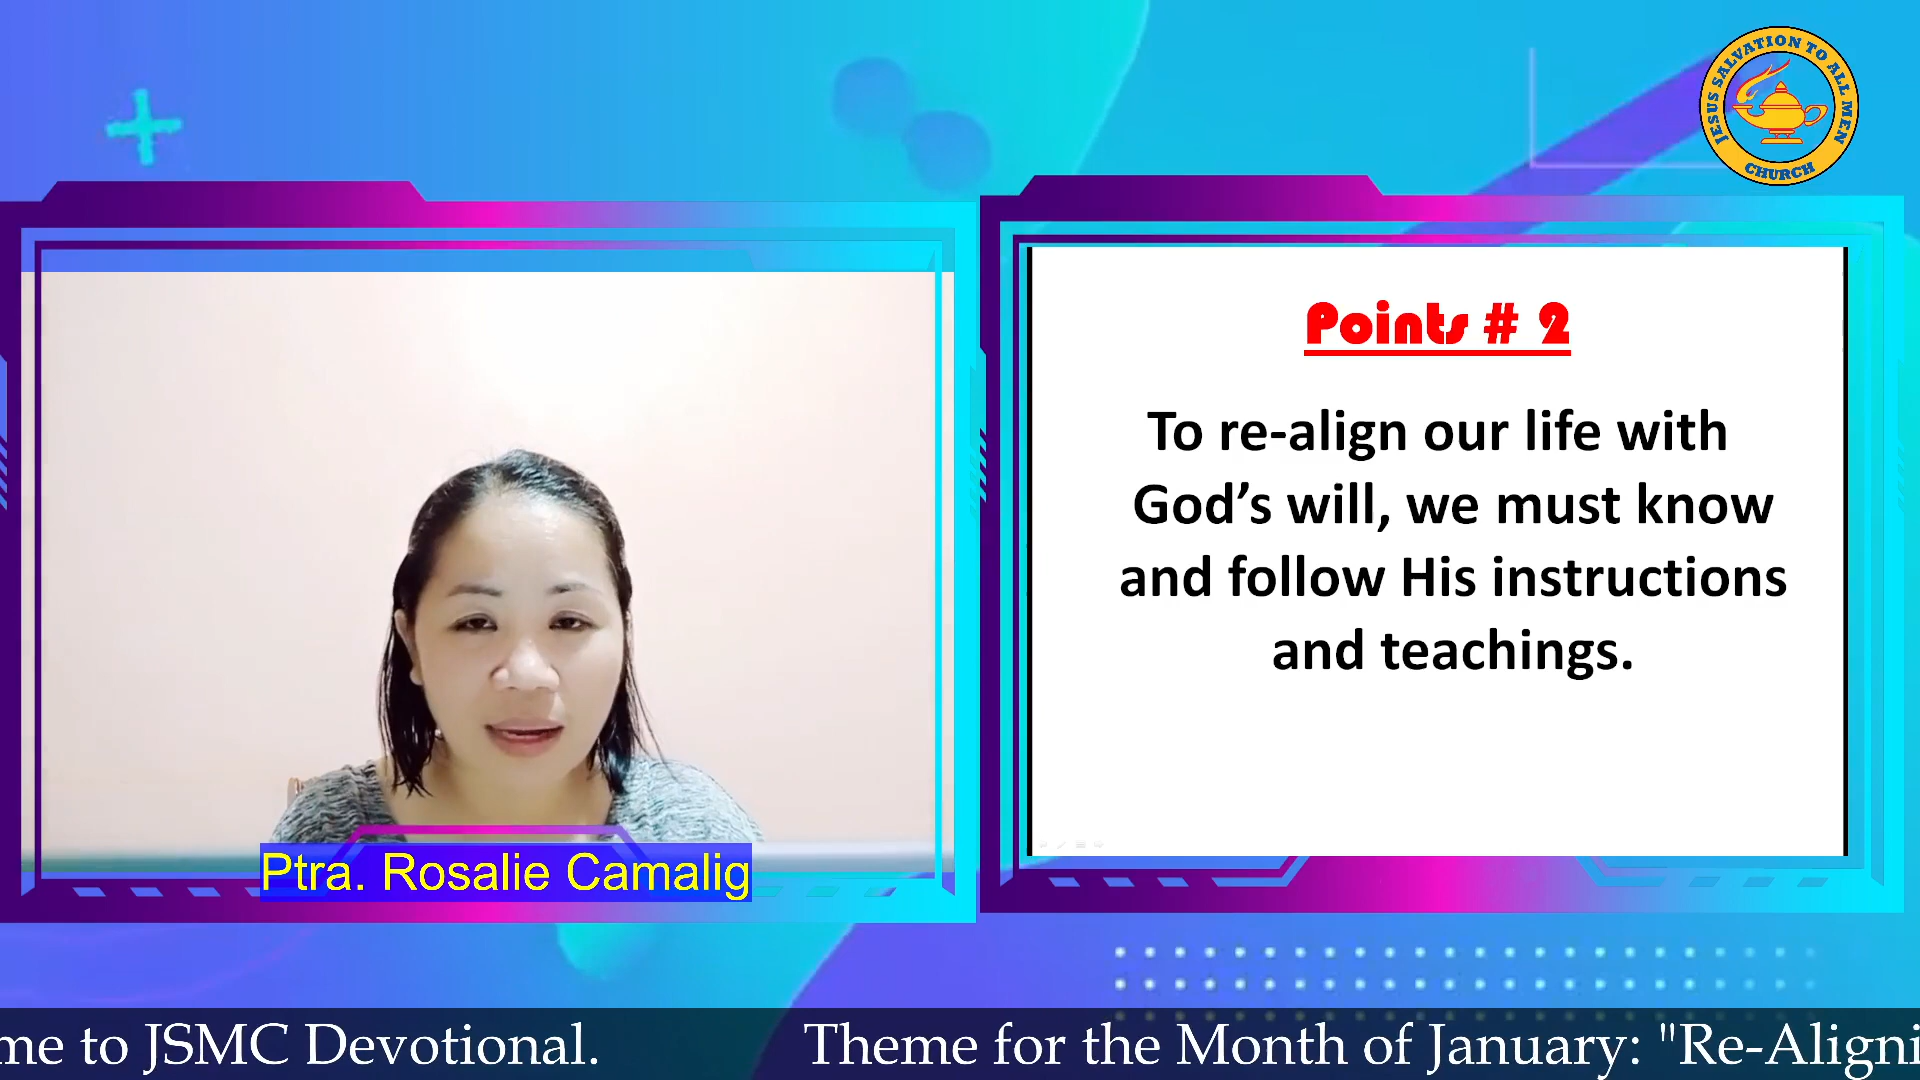 JESUS SALVATION TO ALL MEN
CHURCH
Points # 2
To re-align our life with
God’s will, we must know
and follow His instructions
and teachings.
Ptra. Rosalie Camalig
me to JSMC Devotional. Theme for the Month of January: "Re-Aligni